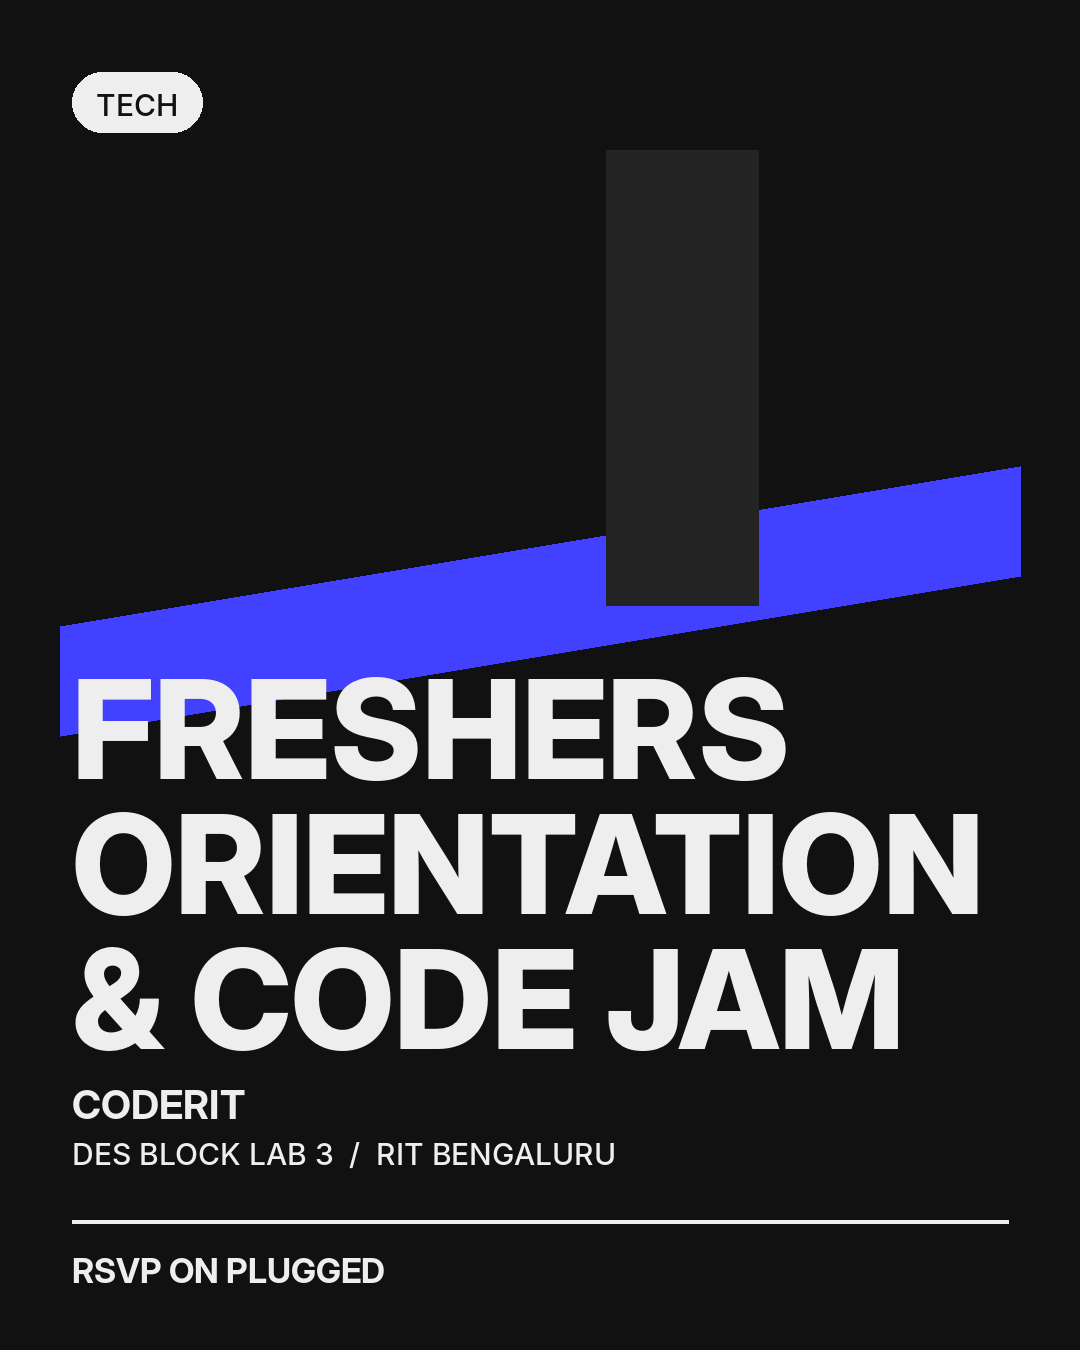 TECH
FRESHERS
ORIENTATION
& CODE JAM
CODERIT
DES BLOCK LAB 3 / RIT BENGALURU
RSVP ON PLUGGED